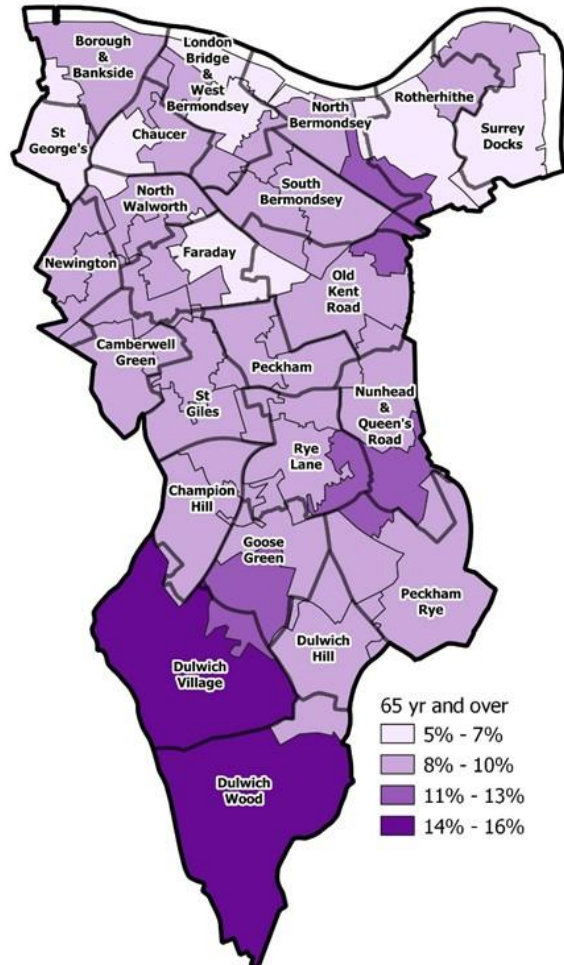 Borough
&
Bankside
London
Bridge
&
West
Bermondsey
North
Bermondsey
Rotherhithe
Surrey
Docks
St
George's
Chaucer
North
Walworth
South
Bermondsey
Newington
Faraday
Old
Kent
Road
Camberwell
Green
Peckham
St
Giles
Nunhead
&
Queen's
Road
Rye
Lane
Champion
Hill
Goose
Green
Peckham
Rye
Dulwich
Hill
Dulwich
Village
Dulwich
Wood
65 yr and over
5% - 7%
8% - 10%
11% - 13%
14% - 16%